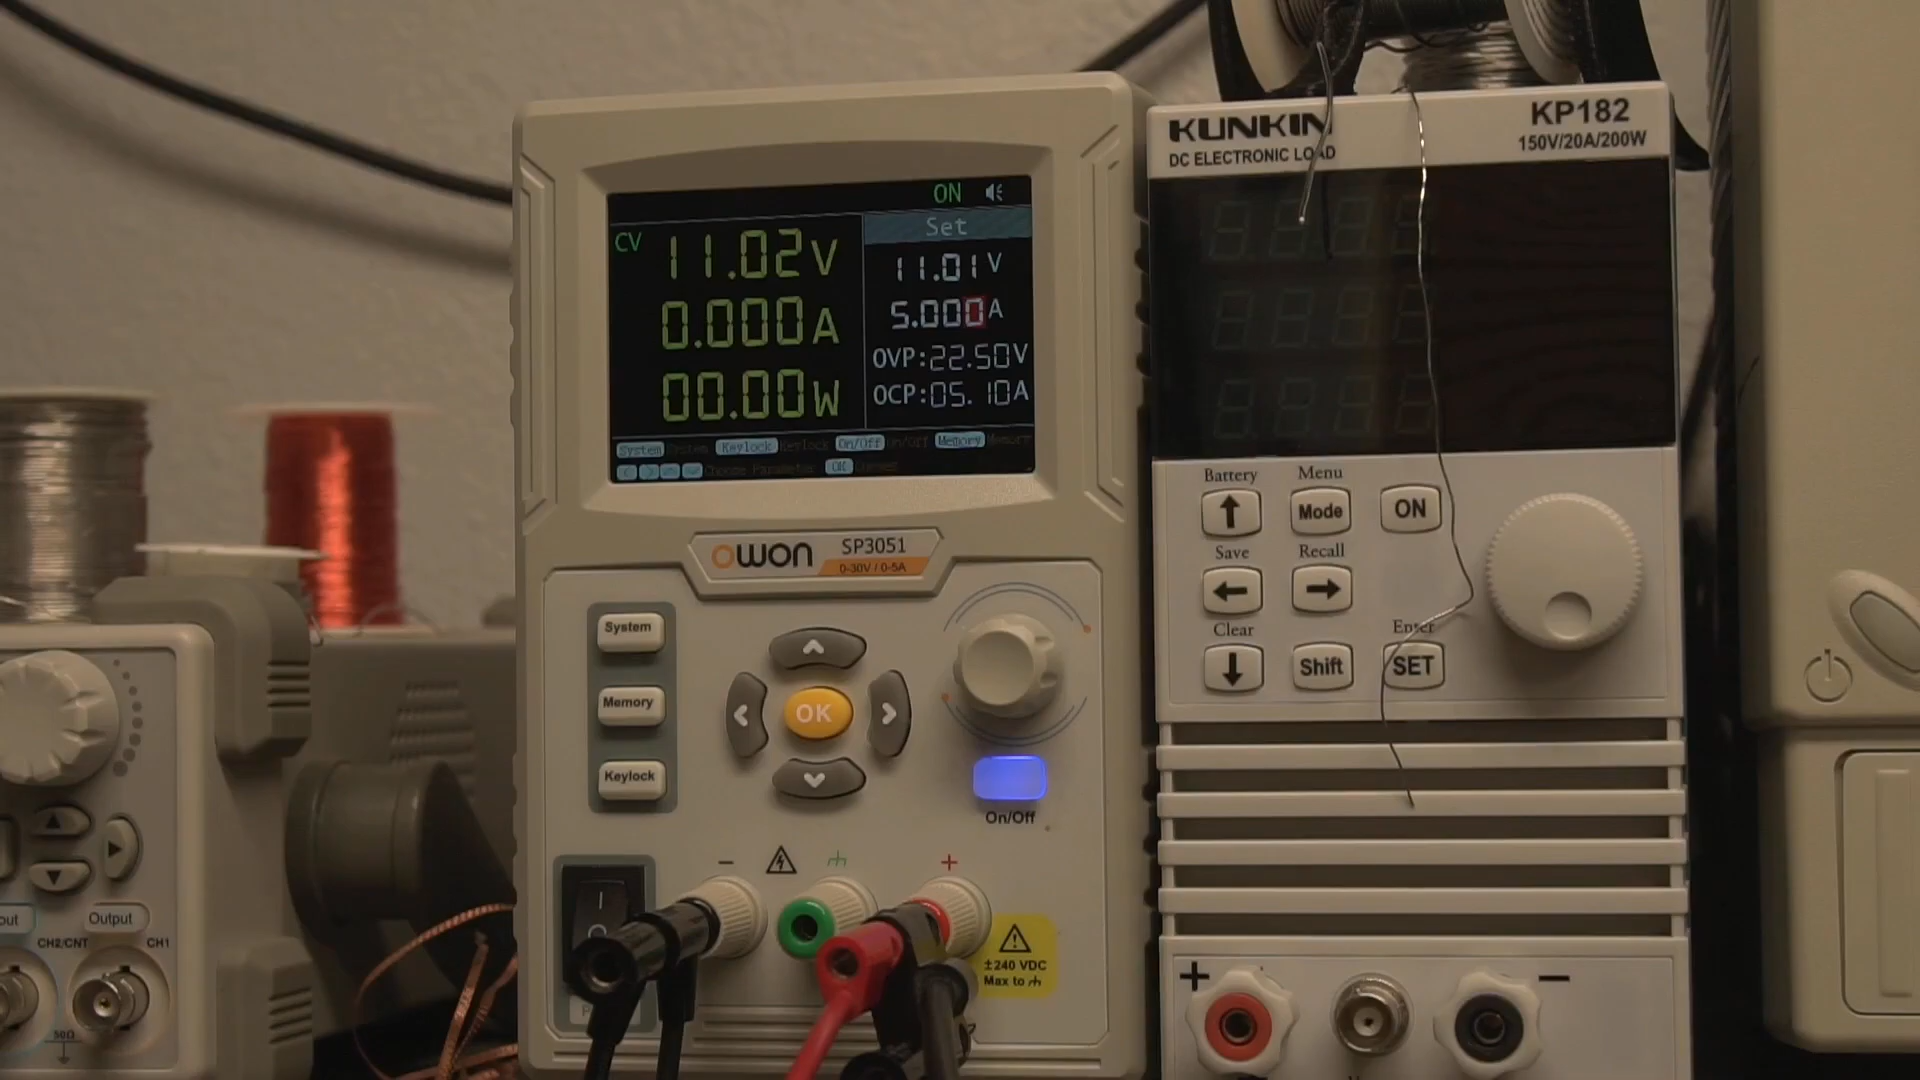 ON
Set
CV
11.02V
11.01V
0.000A
5.000A
OVP:22.50V
00.00W
OCP:05.10A
System Keylock On/Off Memory
Choose Parameter OK
owon
SP3051
0-30V / 0-5A
System
Memory
Keylock
OK
On/Off
±240 VDC
Max to
KUNKIN
DC ELECTRONIC LOAD
KP182
150V/20A/200W
Battery
Menu
Mode
ON
Save
Recall
Clear
Enter
Shift
SET
Output
CH2/CNT
CH1
50Ω